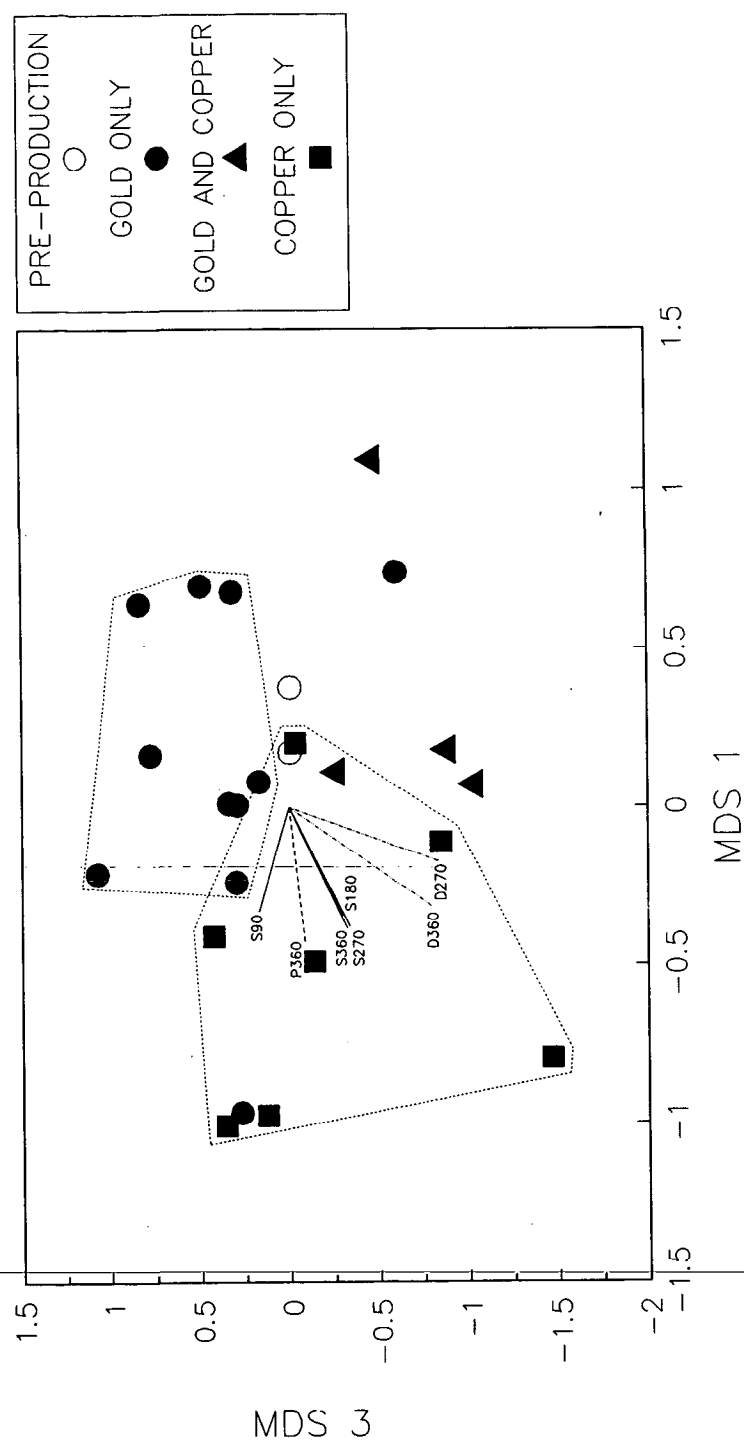 PRE-PRODUCTION
GOLD ONLY
GOLD AND COPPER
COPPER ONLY
MDS 3
1.5
1
0.5
0
-0.5
-1
-1.5
-2
S90
P360
S360
S270
S180
D360
D270
-1.5
-1
-0.5
0
0.5
1
1.5
MDS 1